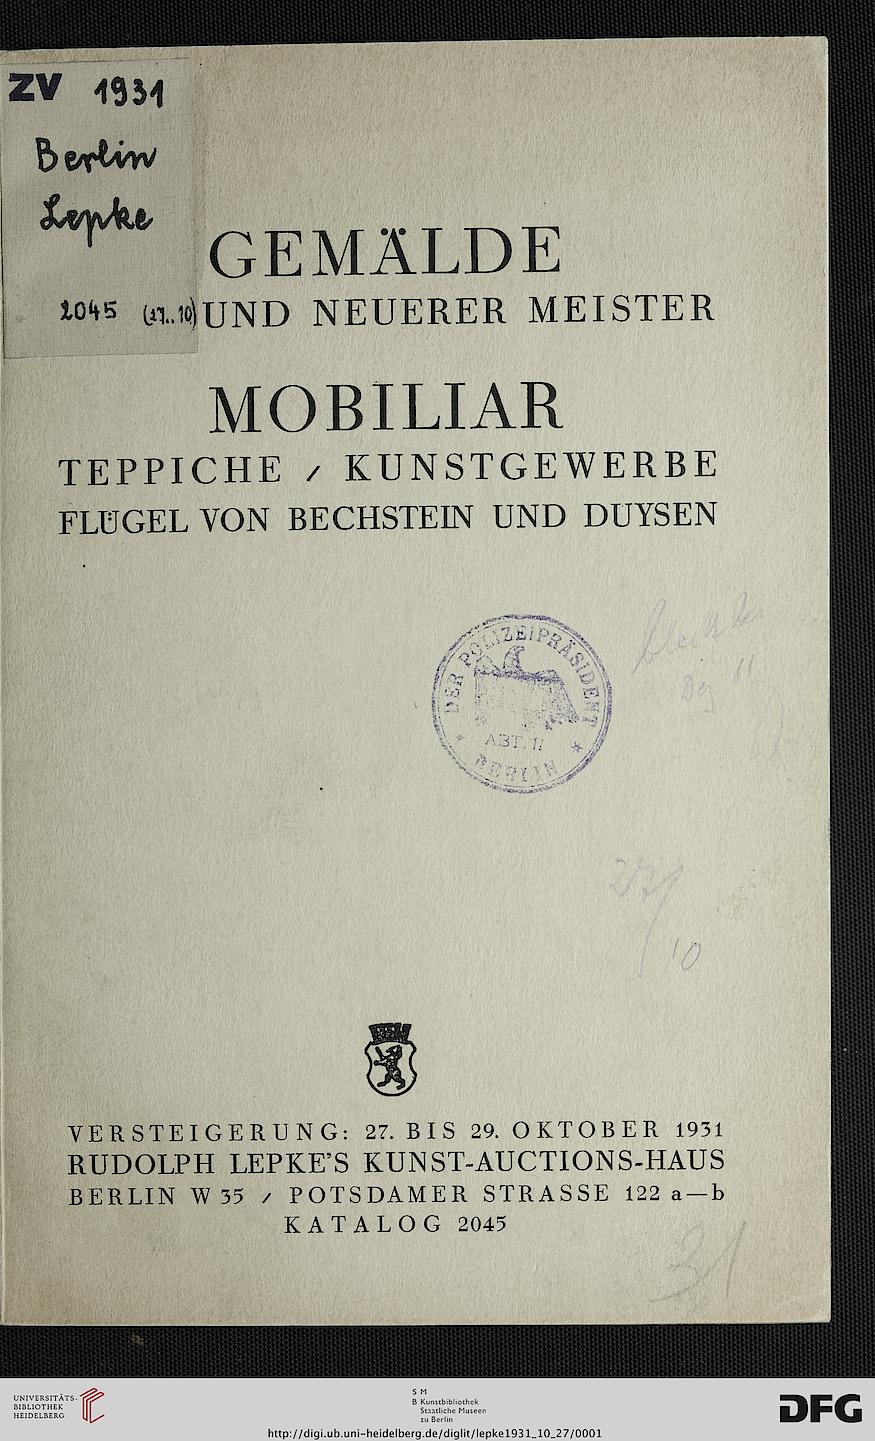 ZV 1931
Berlin
Lepke
2045
GEMÄLDE
UND NEUERER MEISTER
MOBILIAR
TEPPICHE / KUNSTGEWERBE
FLÜGEL VON BECHSTEIN UND DUYSEN
DER POLIZEIPRÄSIDENT
ABT. II
BERLIN
10
VERSTEIGERUNG: 27. BIS 29. OKTOBER 1931
RUDOLPH LEPKE'S KUNST-AUCTIONS-HAUS
BERLIN W 35 / POTSDAMER STRASSE 122 a—b
KATALOG 2045
31
UNIVERSITÄTS-
BIBLIOTHEK
HEIDELBERG
S M
B Kunstbibliothek
Staatliche Museen
zu Berlin
DFG
http://digi.ub.uni-heidelberg.de/diglit/lepke1931_10_27/0001